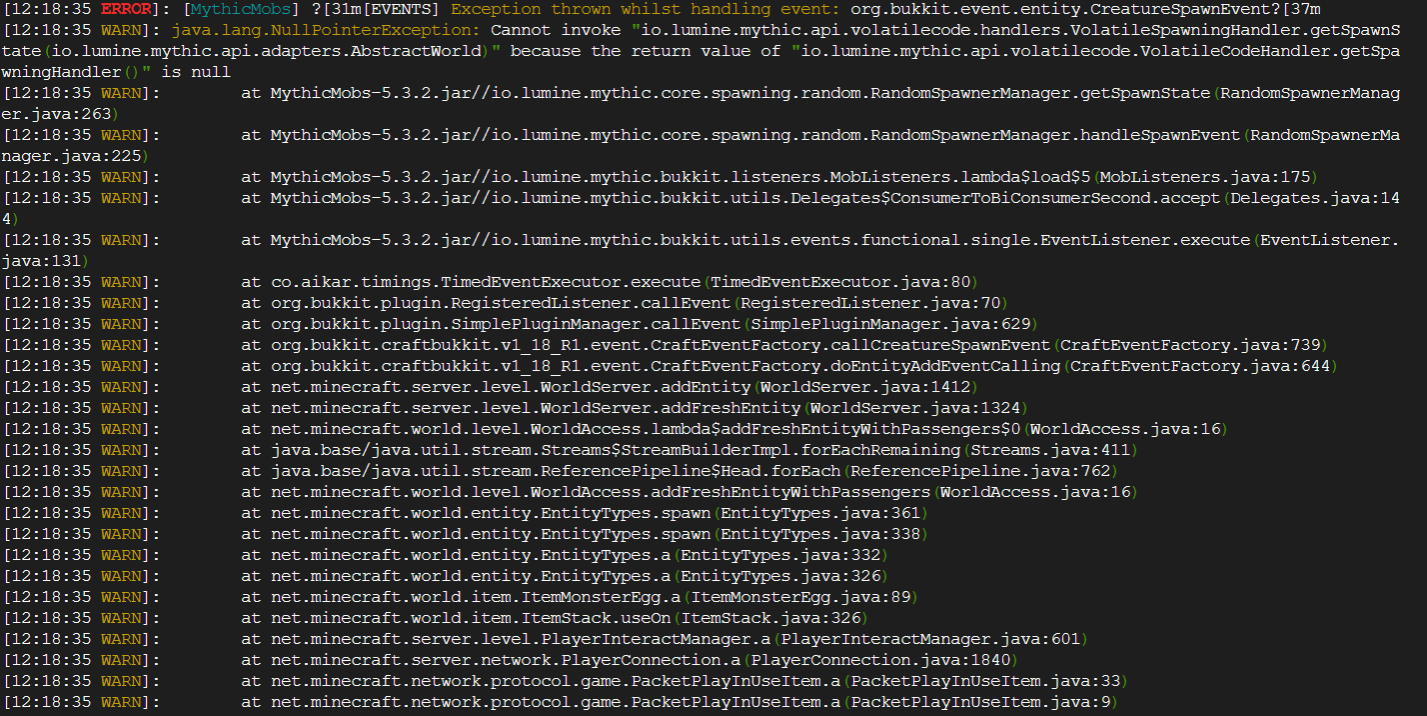 [12:18:35 ERROR]: [MythicMobs] ?[31m[EVENTS] Exception thrown whilst handling event: org.bukkit.event.entity.CreatureSpawnEvent?[37m
[12:18:35 WARN]: java.lang.NullPointerException: Cannot invoke "io.lumine.mythic.api.volatilecode.handlers.VolatileSpawningHandler.getSpawnS
tate(io.lumine.mythic.api.adapters.AbstractWorld)" because the return value of "io.lumine.mythic.api.volatilecode.VolatileCodeHandler.getSpa
wningHandler()" is null
[12:18:35 WARN]:        at MythicMobs-5.3.2.jar//io.lumine.mythic.core.spawning.random.RandomSpawnerManager.getSpawnState(RandomSpawnerManag
er.java:263)
[12:18:35 WARN]:        at MythicMobs-5.3.2.jar//io.lumine.mythic.core.spawning.random.RandomSpawnerManager.handleSpawnEvent(RandomSpawnerMa
nager.java:225)
[12:18:35 WARN]:        at MythicMobs-5.3.2.jar//io.lumine.mythic.bukkit.listeners.MobListeners.lambda$load$5(MobListeners.java:175)
[12:18:35 WARN]:        at MythicMobs-5.3.2.jar//io.lumine.mythic.bukkit.utils.Delegates$ConsumerToBiConsumerSecond.accept(Delegates.java:14
4)
[12:18:35 WARN]:        at MythicMobs-5.3.2.jar//io.lumine.mythic.bukkit.utils.events.functional.single.EventListener.execute(EventListener.
java:131)
[12:18:35 WARN]:        at co.aikar.timings.TimedEventExecutor.execute(TimedEventExecutor.java:80)
[12:18:35 WARN]:        at org.bukkit.plugin.RegisteredListener.callEvent(RegisteredListener.java:70)
[12:18:35 WARN]:        at org.bukkit.plugin.SimplePluginManager.callEvent(SimplePluginManager.java:629)
[12:18:35 WARN]:        at org.bukkit.craftbukkit.v1_18_R1.event.CraftEventFactory.callCreatureSpawnEvent(CraftEventFactory.java:739)
[12:18:35 WARN]:        at org.bukkit.craftbukkit.v1_18_R1.event.CraftEventFactory.doEntityAddEventCalling(CraftEventFactory.java:644)
[12:18:35 WARN]:        at net.minecraft.server.level.WorldServer.addEntity(WorldServer.java:1412)
[12:18:35 WARN]:        at net.minecraft.server.level.WorldServer.addFreshEntity(WorldServer.java:1324)
[12:18:35 WARN]:        at net.minecraft.world.level.WorldAccess.lambda$addFreshEntityWithPassengers$0(WorldAccess.java:16)
[12:18:35 WARN]:        at java.base/java.util.stream.Streams$StreamBuilderImpl.forEachRemaining(Streams.java:411)
[12:18:35 WARN]:        at java.base/java.util.stream.ReferencePipeline$Head.forEach(ReferencePipeline.java:762)
[12:18:35 WARN]:        at net.minecraft.world.level.WorldAccess.addFreshEntityWithPassengers(WorldAccess.java:16)
[12:18:35 WARN]:        at net.minecraft.world.entity.EntityTypes.spawn(EntityTypes.java:361)
[12:18:35 WARN]:        at net.minecraft.world.entity.EntityTypes.spawn(EntityTypes.java:338)
[12:18:35 WARN]:        at net.minecraft.world.entity.EntityTypes.a(EntityTypes.java:332)
[12:18:35 WARN]:        at net.minecraft.world.entity.EntityTypes.a(EntityTypes.java:326)
[12:18:35 WARN]:        at net.minecraft.world.item.ItemMonsterEgg.a(ItemMonsterEgg.java:89)
[12:18:35 WARN]:        at net.minecraft.world.item.ItemStack.useOn(ItemStack.java:326)
[12:18:35 WARN]:        at net.minecraft.server.level.PlayerInteractManager.a(PlayerInteractManager.java:601)
[12:18:35 WARN]:        at net.minecraft.server.network.PlayerConnection.a(PlayerConnection.java:1840)
[12:18:35 WARN]:        at net.minecraft.network.protocol.game.PacketPlayInUseItem.a(PacketPlayInUseItem.java:33)
[12:18:35 WARN]:        at net.minecraft.network.protocol.game.PacketPlayInUseItem.a(PacketPlayInUseItem.java:9)